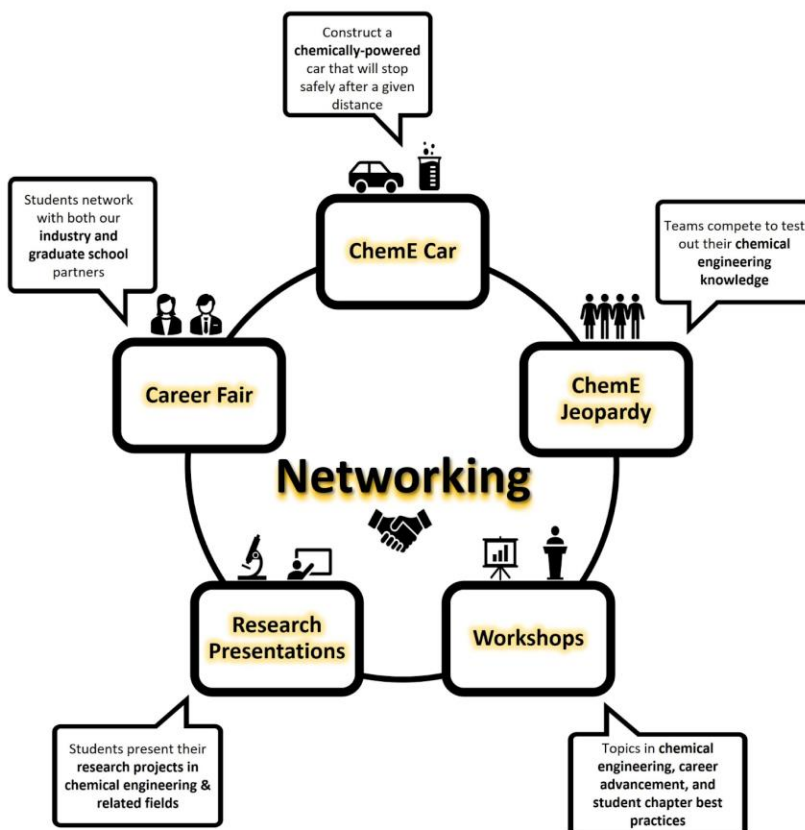 Construct a
chemically-powered
car that will stop
safely after a given
distance
ChemE Car
Students network
with both our
industry and
graduate school
partners
Career Fair
Teams compete to test
out their chemical
engineering
knowledge
ChemE
Jeopardy
Networking
Research
Presentations
Workshops
Students present their
research projects in
chemical engineering &
related fields
Topics in chemical
engineering, career
advancement, and
student chapter best
practices